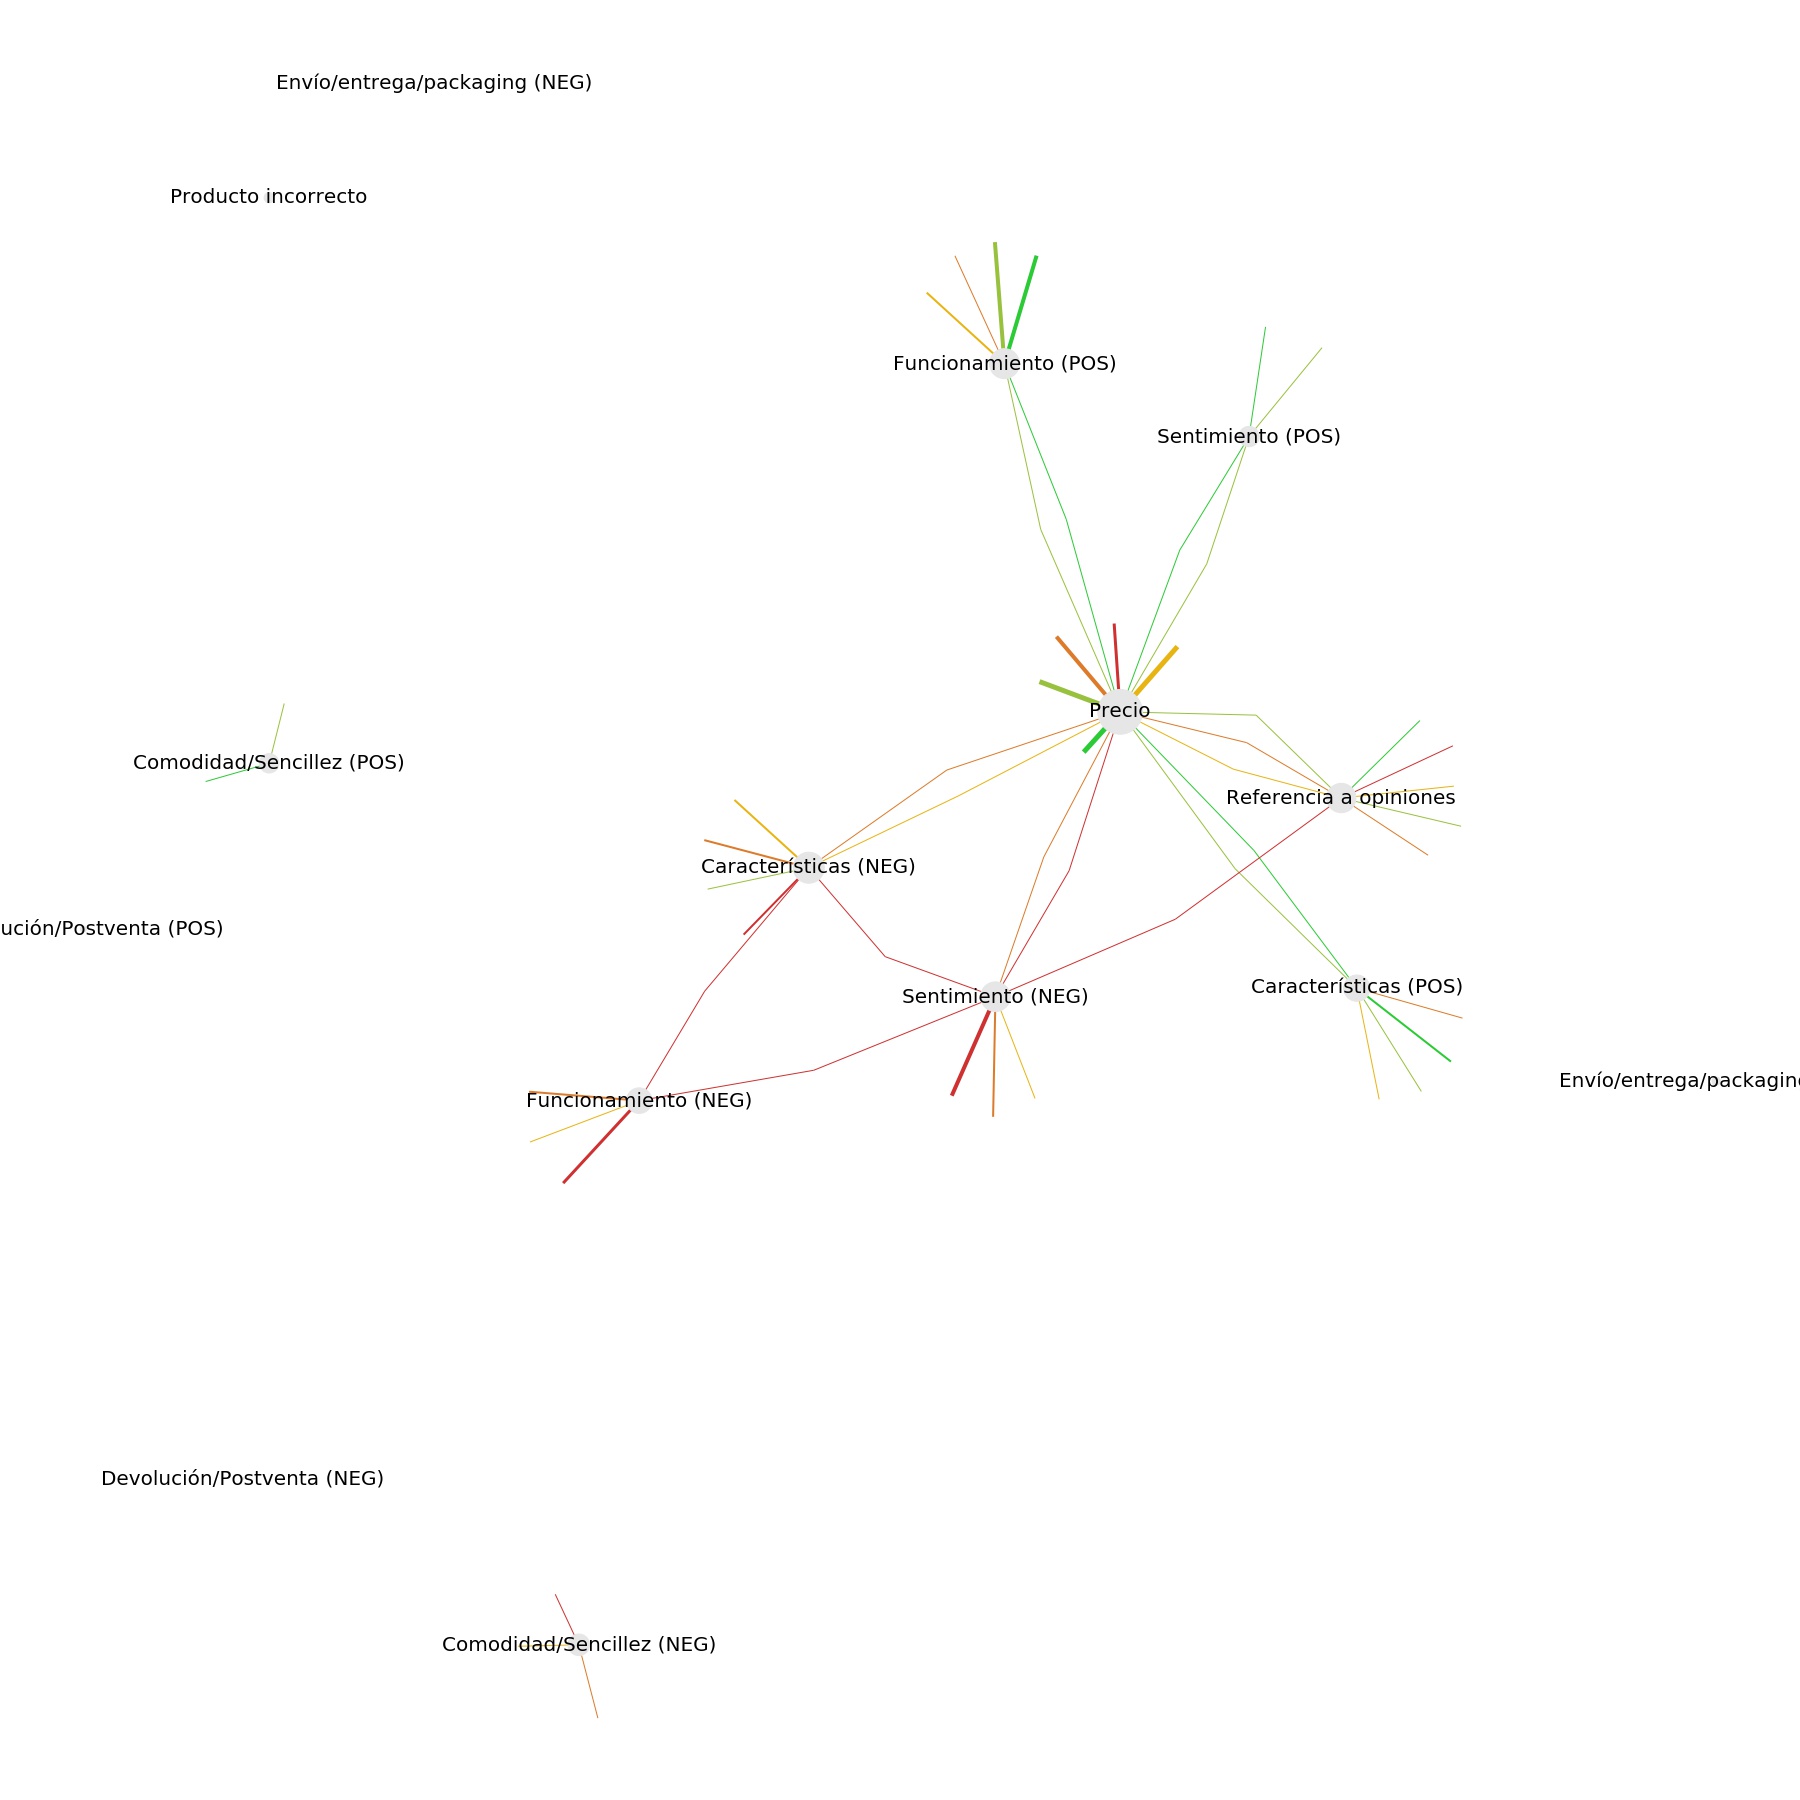 Envío/entrega/packaging (NEG)
Producto incorrecto
Funcionamiento (POS)
Sentimiento (POS)
Precio
Comodidad/Sencillez (POS)
Referencia a opiniones
Características (NEG)
ución/Postventa (POS)
Características (POS)
Sentimiento (NEG)
Envío/entrega/packaging
Funcionamiento (NEG)
Devolución/Postventa (NEG)
Comodidad/Sencillez (NEG)